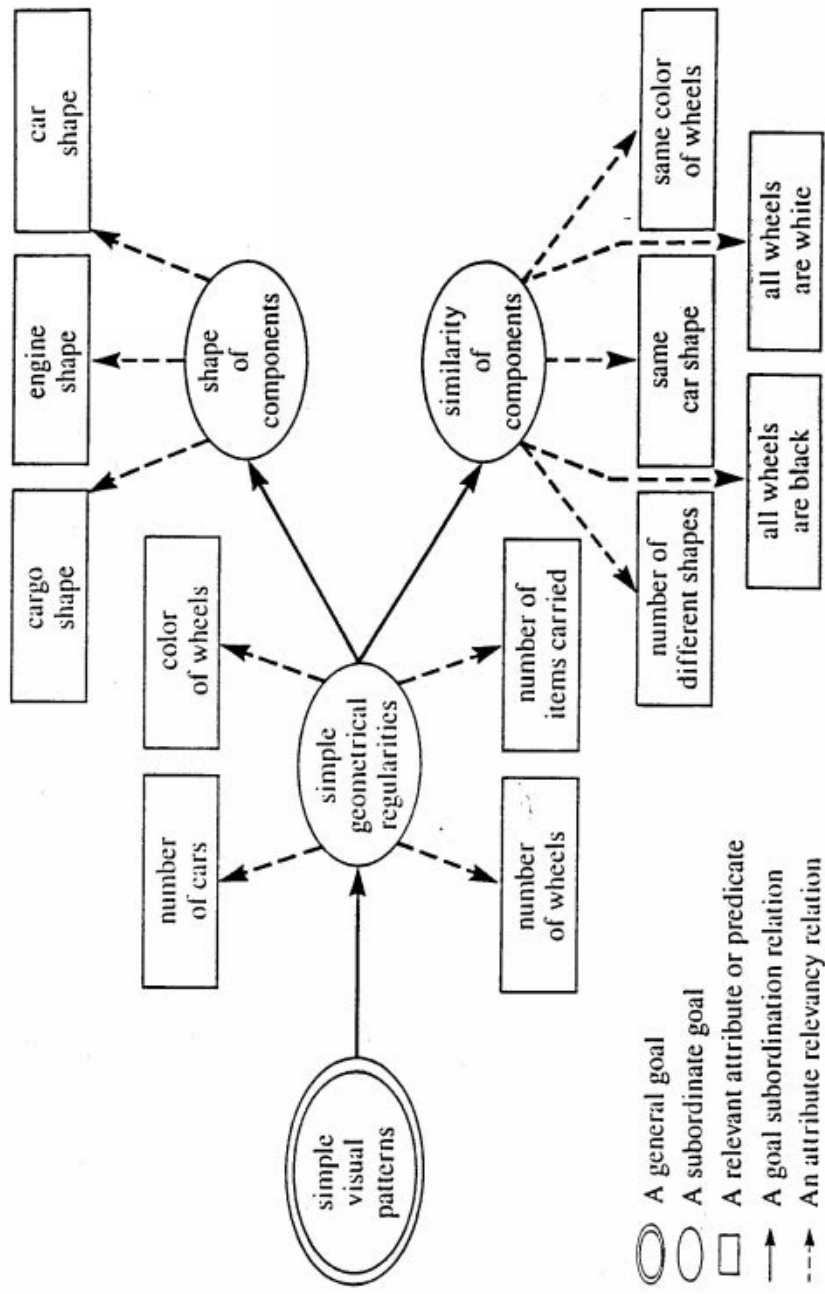 cargo
shape
engine
shape
car
shape
number
of cars
color
of wheels
shape
of
components
simple
visual
patterns
simple
geometrical
regularities
number
of wheels
number of
items carried
similarity
of
components
number of
different shapes
same
car shape
same color
of wheels
all wheels
are black
all wheels
are white
A general goal
A subordinate goal
A relevant attribute or predicate
A goal subordination relation
An attribute relevancy relation